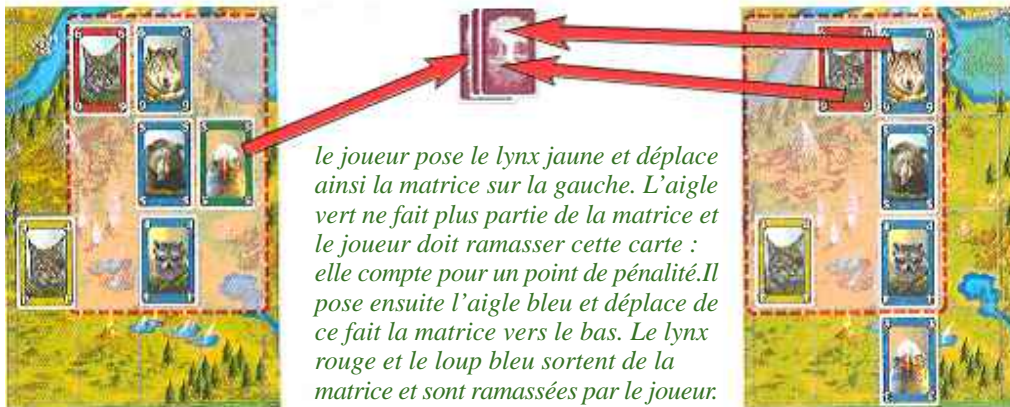 le joueur pose le lynx jaune et déplace
ainsi la matrice sur la gauche. L'aigle
vert ne fait plus partie de la matrice et
le joueur doit ramasser cette carte :
elle compte pour un point de pénalité.Il
pose ensuite l'aigle bleu et déplace de
ce fait la matrice vers le bas. Le lynx
rouge et le loup bleu sortent de la
matrice et sont ramassées par le joueur.